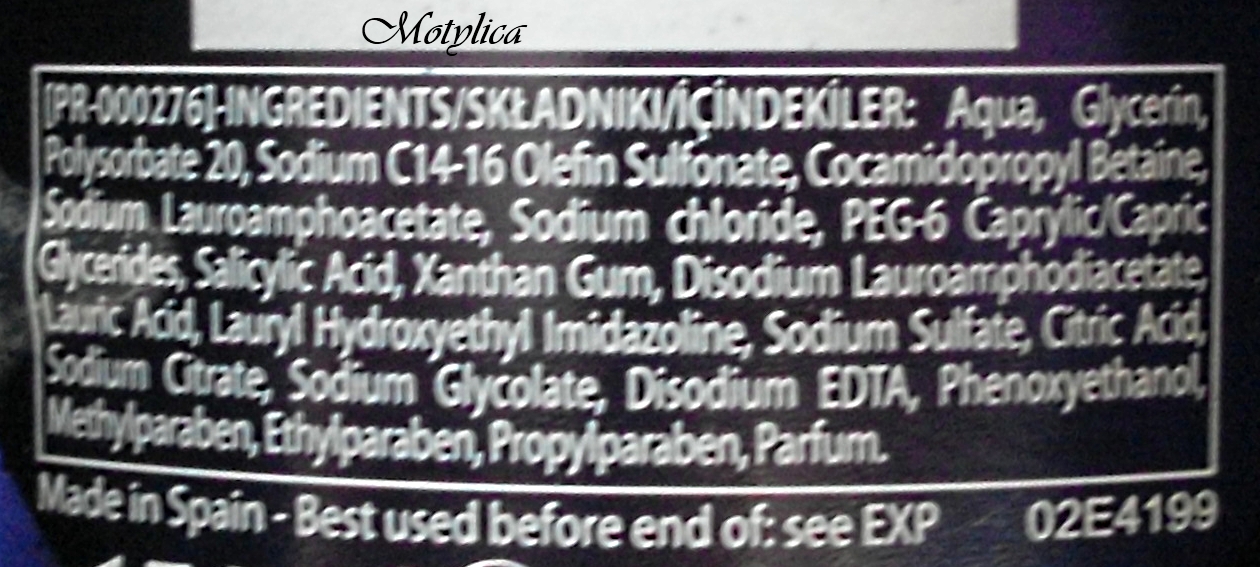 Motylica
[PR-000276]-INGREDIENTS/SKŁADNIKI/İÇİNDEKİLER: Aqua, Glycerin,
Polysorbate 20, Sodium C14-16 Olefin Sulfonate, Cocamidopropyl Betaine,
Sodium Lauroamphoacetate, Sodium chloride, PEG-6 Caprylic/Capric
Glycerides, Salicylic Acid, Xanthan Gum, Disodium Lauroamphodiacetate,
Lauric Acid, Lauryl Hydroxyethyl Imidazoline, Sodium Sulfate, Citric Acid,
Sodium Citrate, Sodium Glycolate, Disodium EDTA, Phenoxyethanol,
Methylparaben, Ethylparaben, Propylparaben, Parfum.
Made in Spain - Best used before end of: see EXP 02E4199